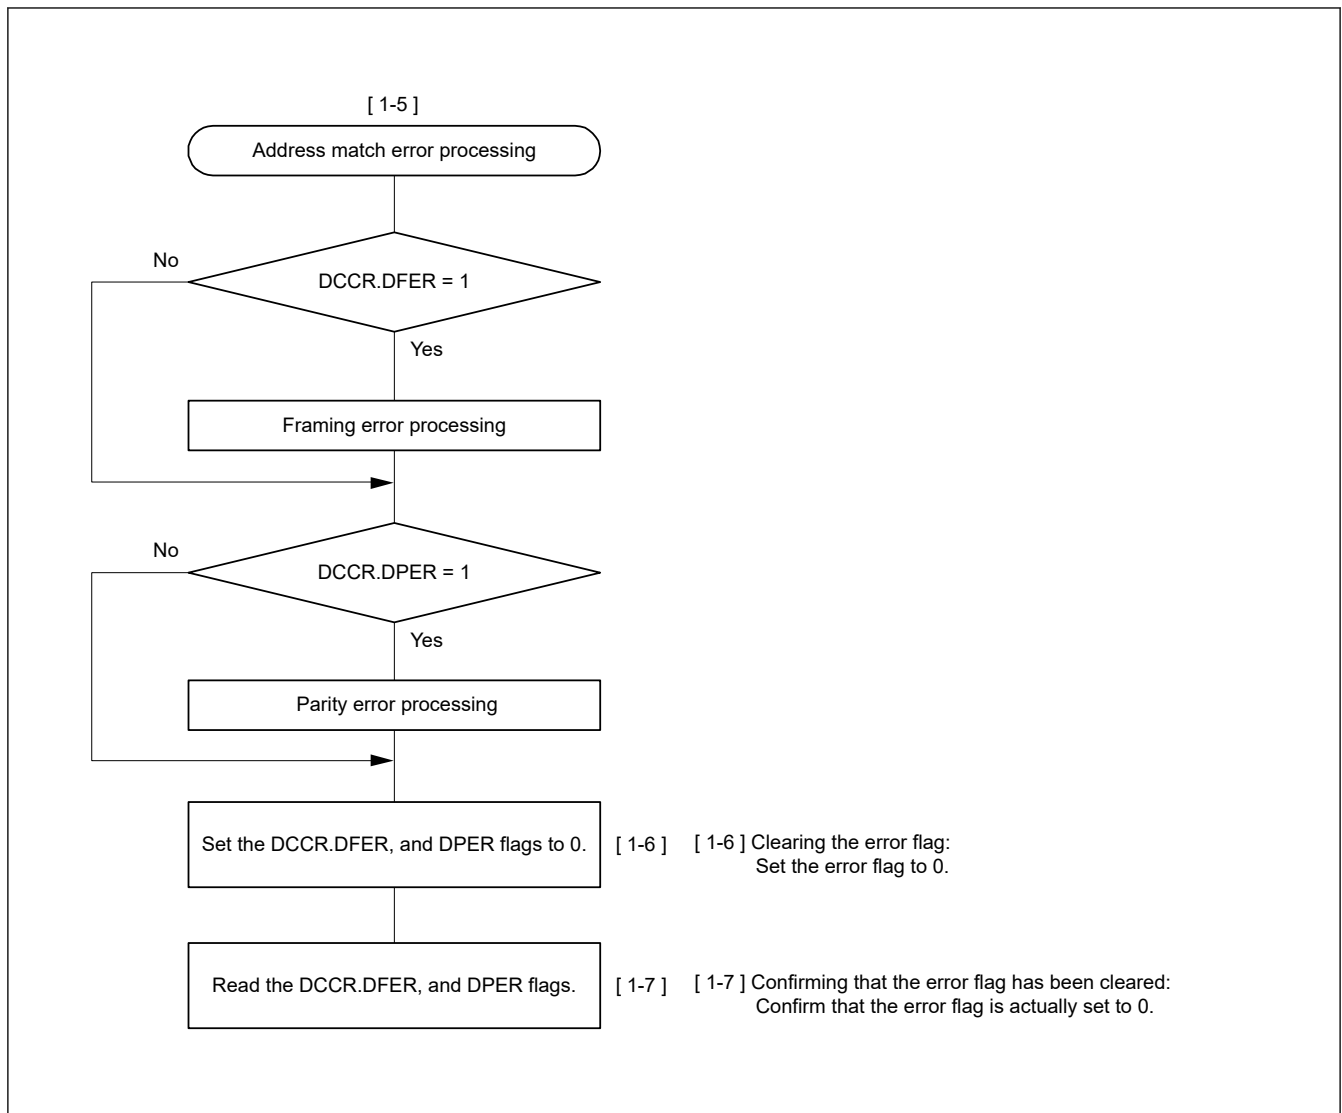 [ 1-5 ]
Address match error processing
No
DCCR.DFER = 1
Yes
Framing error processing
No
DCCR.DPER = 1
Yes
Parity error processing
Set the DCCR.DFER, and DPER flags to 0.
[ 1-6 ]
[ 1-6 ] Clearing the error flag:
Set the error flag to 0.
Read the DCCR.DFER, and DPER flags.
[ 1-7 ]
[ 1-7 ] Confirming that the error flag has been cleared:
Confirm that the error flag is actually set to 0.